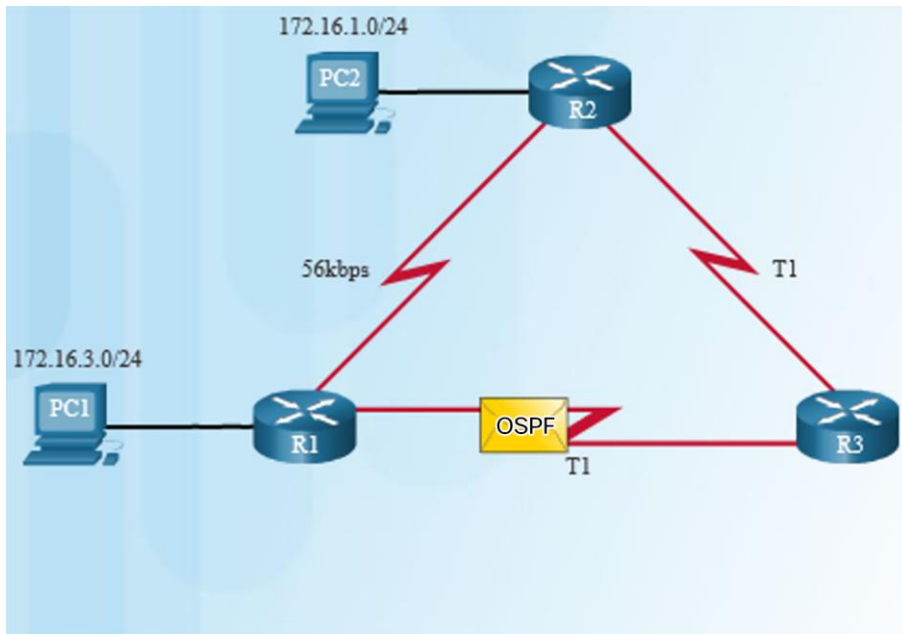 172.16.1.0/24
PC2
R2
56kbps
T1
172.16.3.0/24
PC1
R1
OSPF
T1
R3